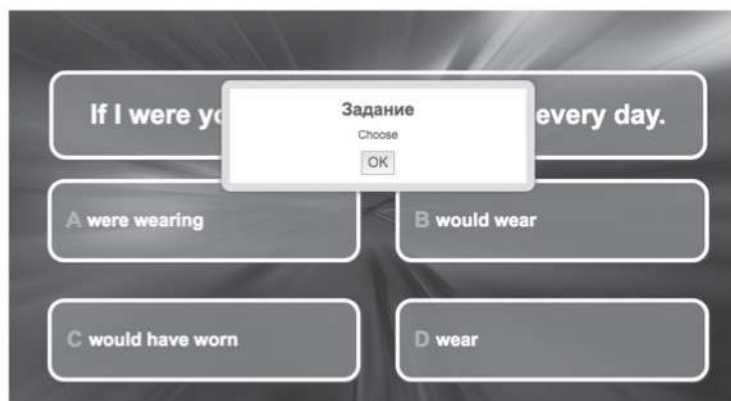 If I were yo
every day.
Задание
Choose
OK
A were wearing
B would wear
C would have worn
D wear